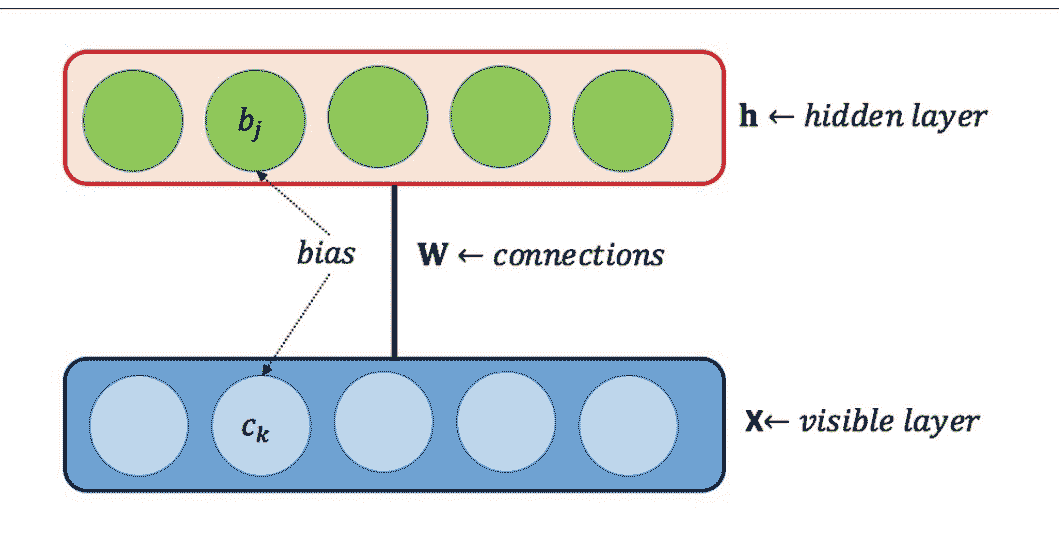 b_j
h ← hidden layer
bias
W ← connections
c_k
X← visible layer